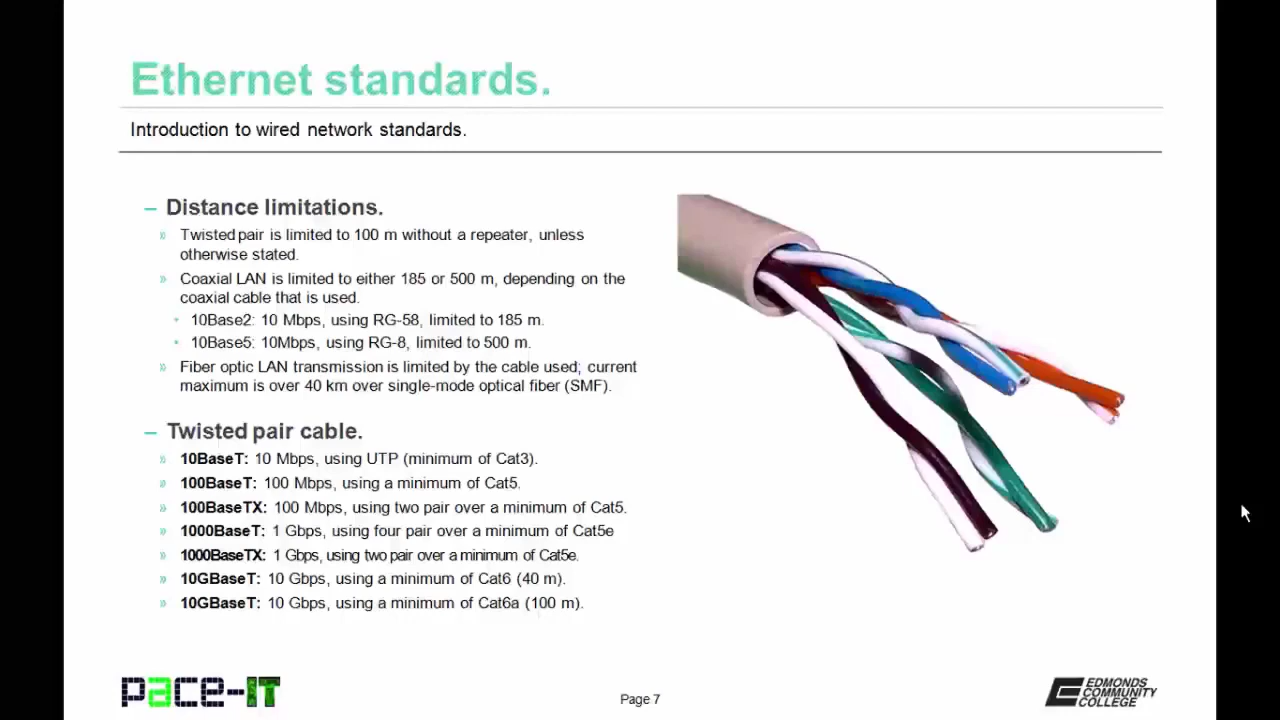 Ethernet standards.
Introduction to wired network standards.
– Distance limitations.
» Twisted pair is limited to 100 m without a repeater, unless
otherwise stated.
» Coaxial LAN is limited to either 185 or 500 m, depending on the
coaxial cable that is used.
• 10Base2: 10 Mbps, using RG-58, limited to 185 m.
• 10Base5: 10Mbps, using RG-8, limited to 500 m.
» Fiber optic LAN transmission is limited by the cable used; current
maximum is over 40 km over single-mode optical fiber (SMF).
– Twisted pair cable.
» 10BaseT: 10 Mbps, using UTP (minimum of Cat3).
» 100BaseT: 100 Mbps, using a minimum of Cat5.
» 100BaseTX: 100 Mbps, using two pair over a minimum of Cat5.
» 1000BaseT: 1 Gbps, using four pair over a minimum of Cat5e
» 1000BaseTX: 1 Gbps, using two pair over a minimum of Cat5e.
» 10GBaseT: 10 Gbps, using a minimum of Cat6 (40 m).
» 10GBaseT: 10 Gbps, using a minimum of Cat6a (100 m).
pace-IT
Page 7
EDMONDS
COMMUNITY
COLLEGE